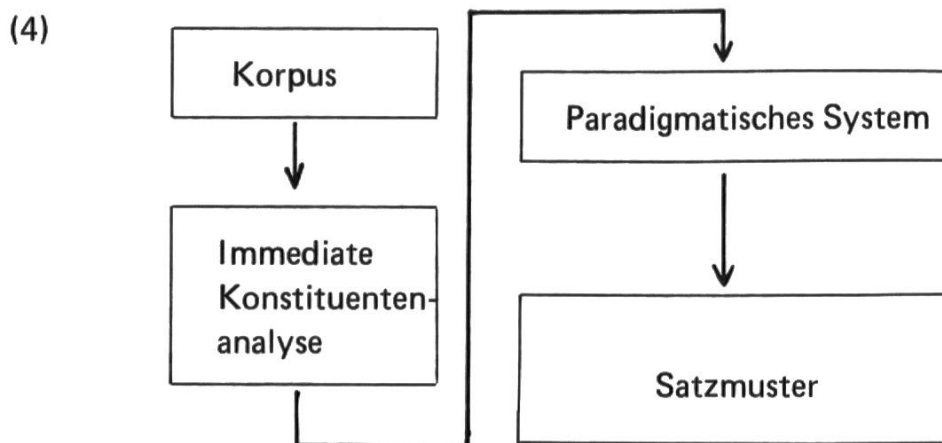 (4)
Korpus
Immediate
Konstituenten-
analyse
Paradigmatisches System
Satzmuster